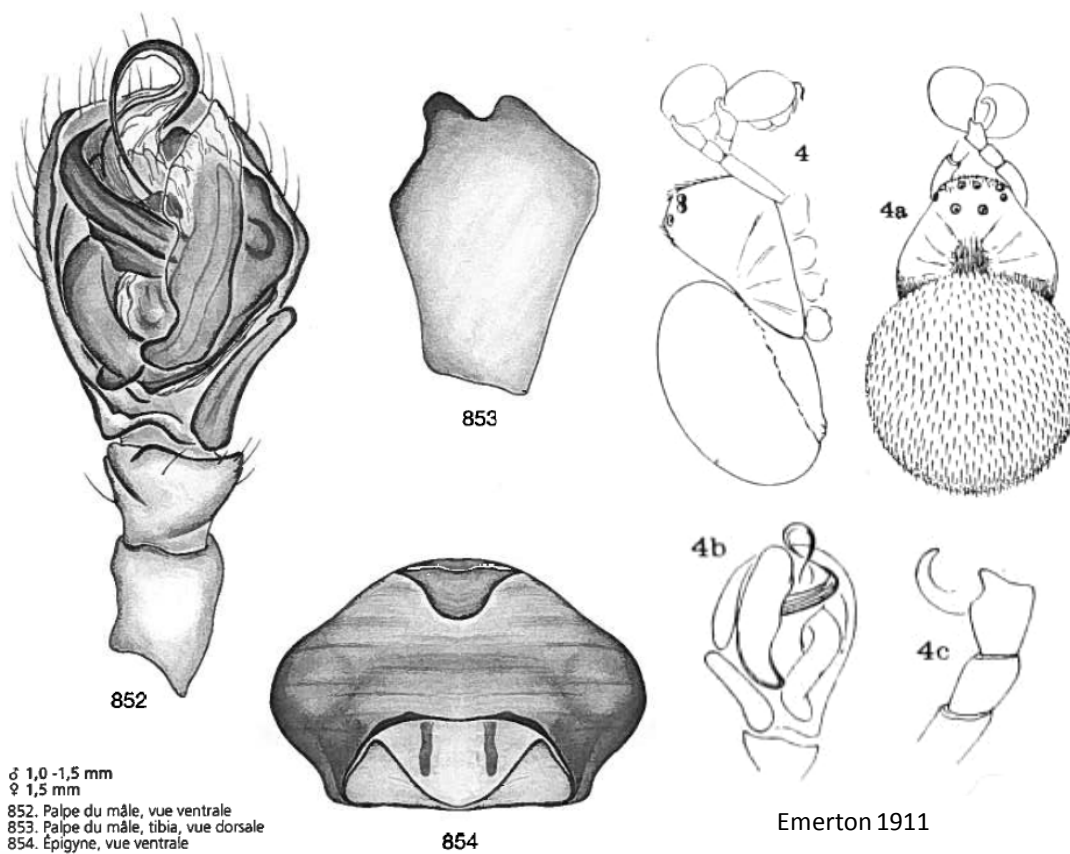 4
4a
853
4b
4c
852
♂ 1,0 -1,5 mm
♀ 1,5 mm
852. Palpe du mâle, vue ventrale
853. Palpe du mâle, tibia, vue dorsale
854. Épigyne, vue ventrale
854
Emerton 1911